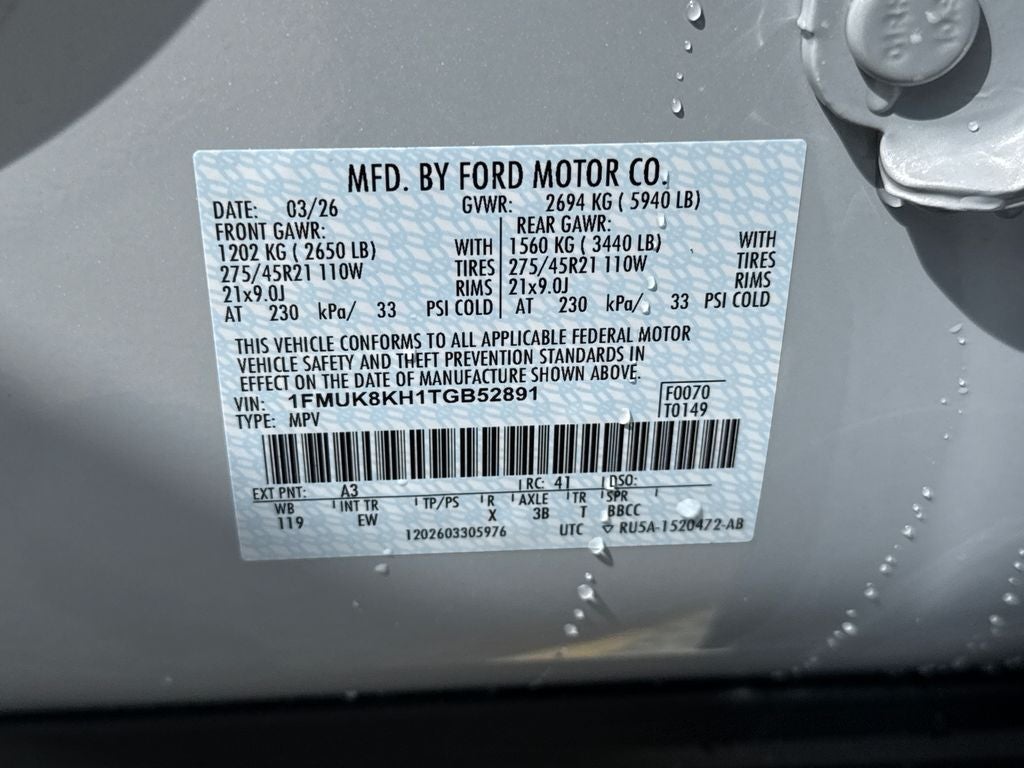 MFD. BY FORD MOTOR CO.
DATE: 03/26 GVWR: 2694 KG ( 5940 LB)
FRONT GAWR: REAR GAWR:
1202 KG ( 2650 LB) WITH 1560 KG ( 3440 LB) WITH
275/45R21 110W TIRES 275/45R21 110W TIRES
21x9.0J RIMS 21x9.0J RIMS
AT 230 kPa/ 33 PSI COLD AT 230 kPa/ 33 PSI COLD
THIS VEHICLE CONFORMS TO ALL APPLICABLE FEDERAL MOTOR
VEHICLE SAFETY AND THEFT PREVENTION STANDARDS IN
EFFECT ON THE DATE OF MANUFACTURE SHOWN ABOVE.
VIN: 1FMUK8KH1TGB52891 F0070
TYPE: MPV T0149
EXT PNT: A3 RC: 41 DSO:
WB INT TR TP/PS R AXLE TR SPR
119 EW X 3B T BBCC
1202603305976 UTC ▽ RU5A-1520472-AB